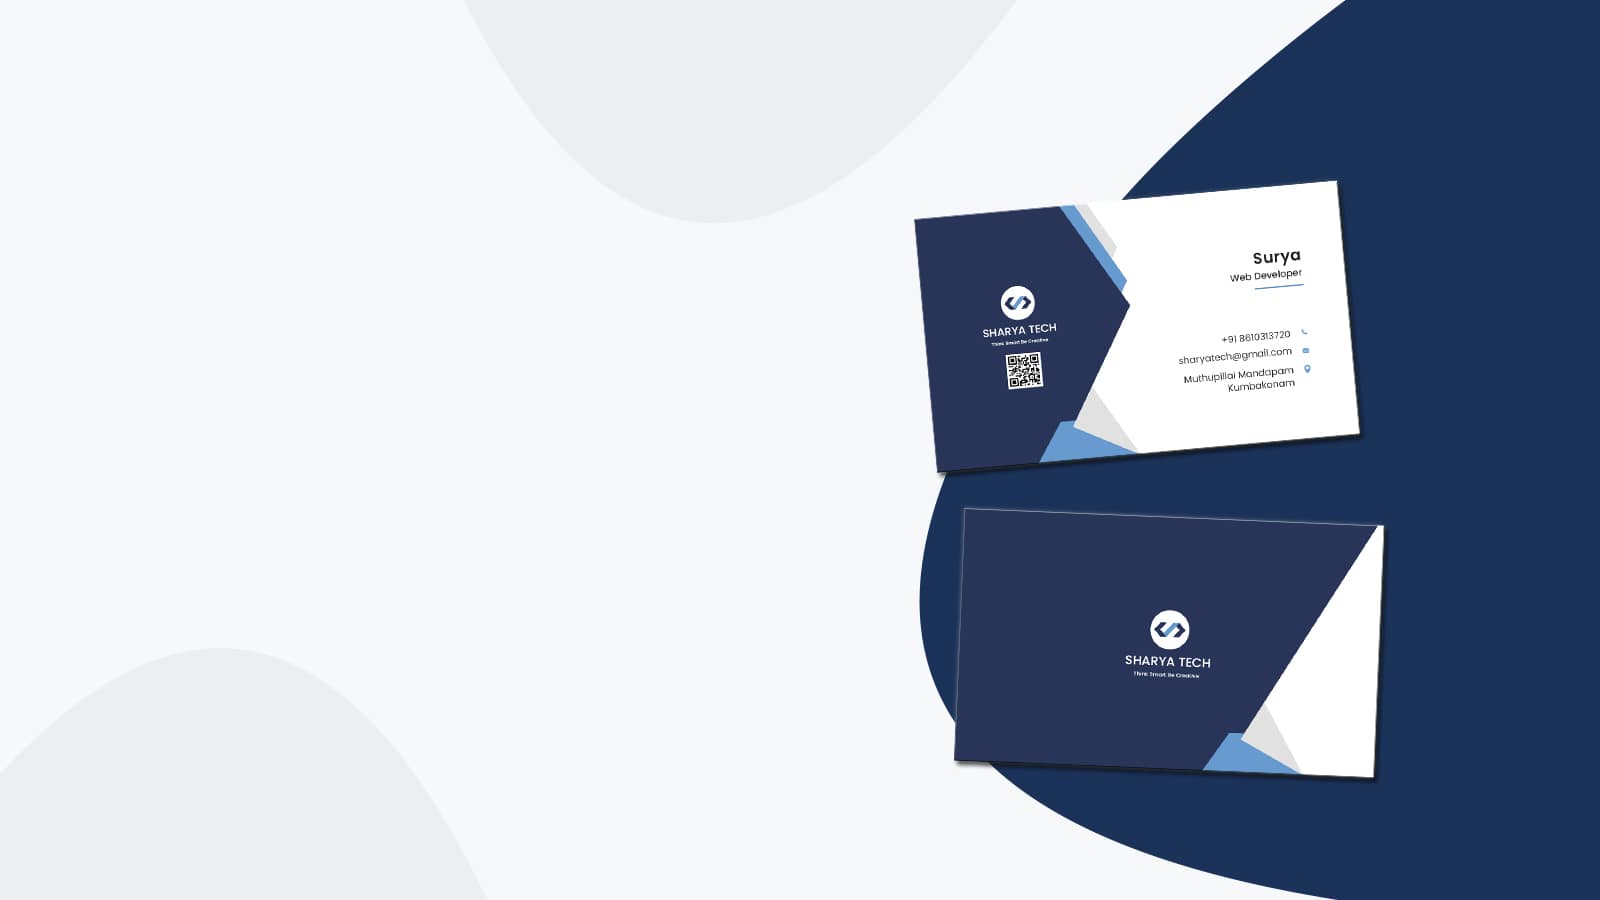 SHARYA TECH
Think Smart Be Creative
Surya
Web Developer
+91 8610313720
sharyatech@gmail.com
Muthupillai Mandapam
Kumbakonam
SHARYA TECH
Think Smart Be Creative